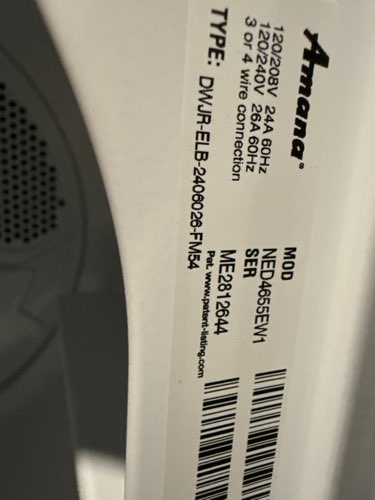 Amana®
120/208V 24A 60Hz
120/240V 26A 60Hz
3 or 4 wire connection
TYPE: DWJR-ELB-2406026-FM54
MOD
NED4655EW1
SER
ME2812644
Pat. www.patent-listing.com